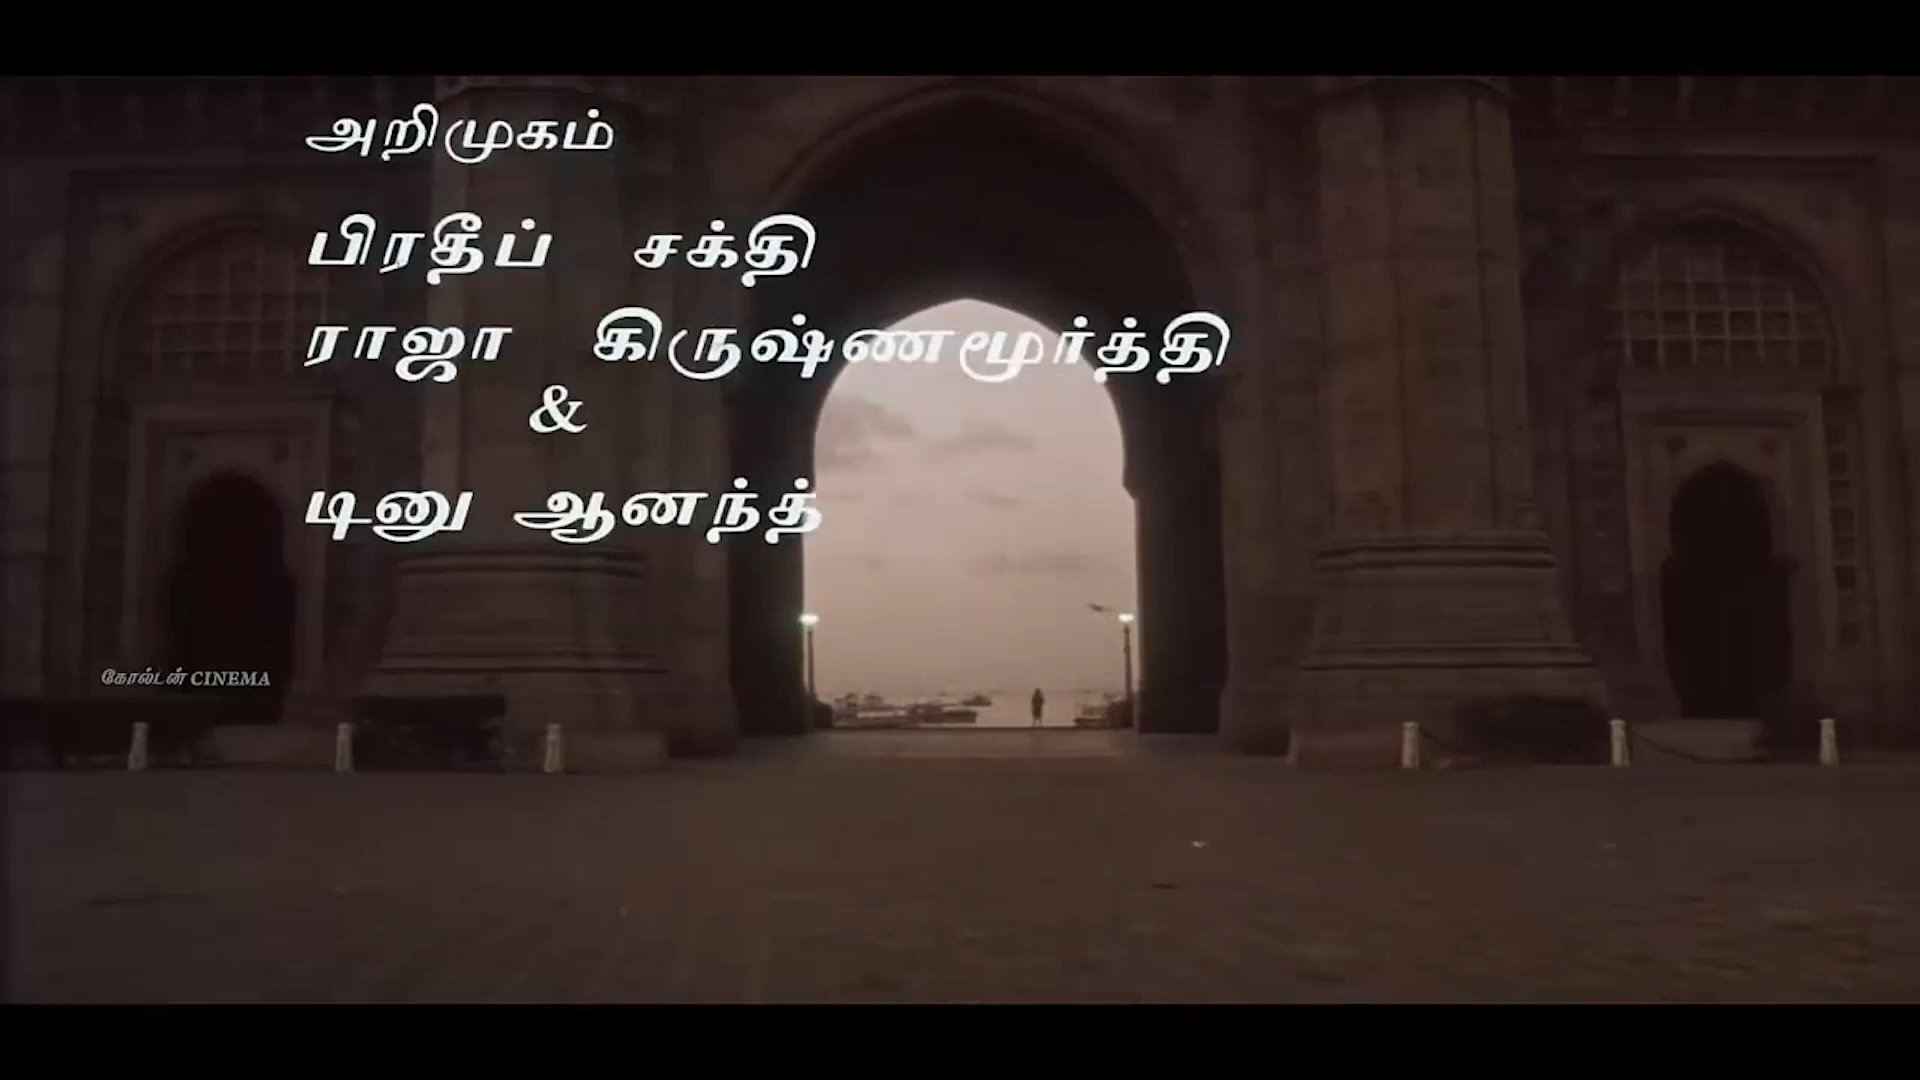 அறிமுகம்
பிரதீப் சக்தி
ராஜா கிருஷ்ணமூர்த்தி
&
டினு ஆனந்த்
கோல்டன் CINEMA